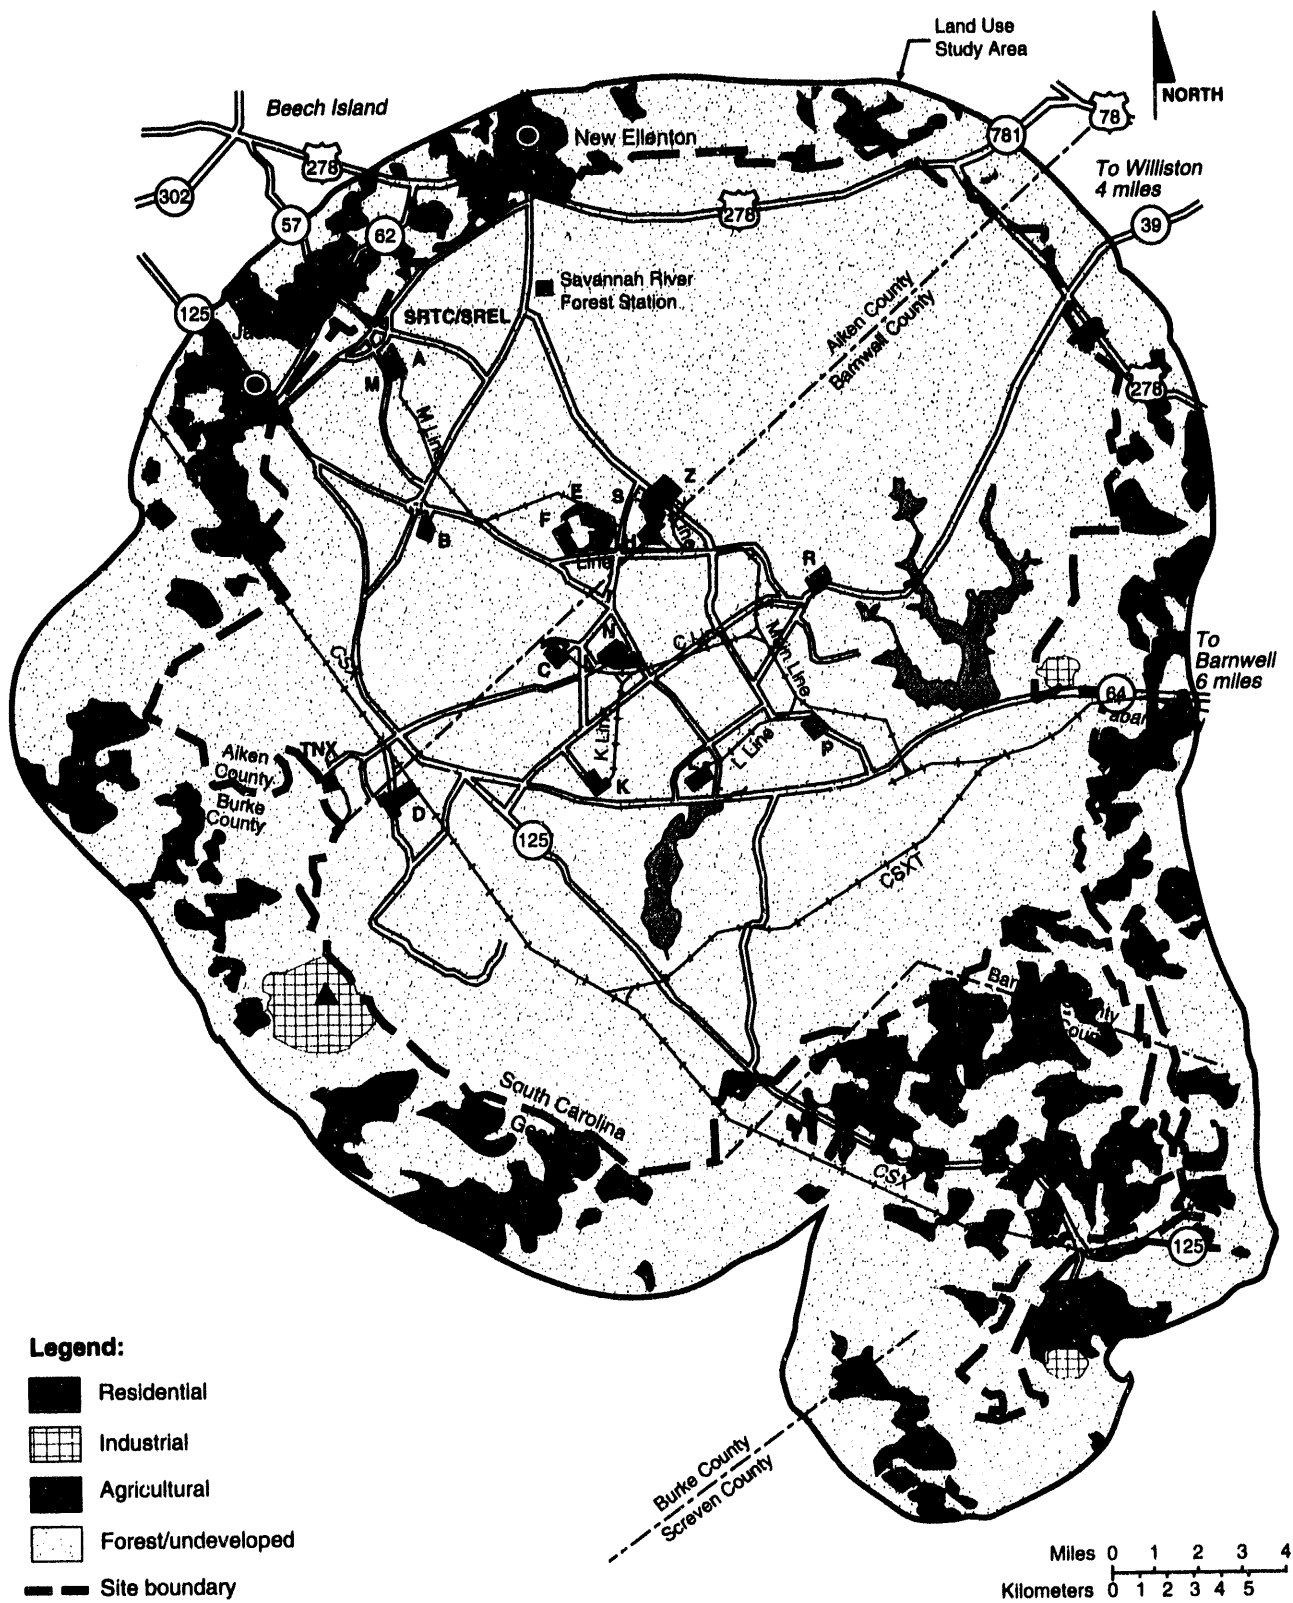 Land Use
Study Area
NORTH
Beech Island
78
781
New Ellenton
278
To Williston
4 miles
302
57
62
278
39
125
Savannah River
Forest Station
Aiken County
Barnwell County
SRTC/SREL
A
M
278
M Line
Z
E
S
F
B
H
Line
R
N
C
To
Barnwell
6 miles
64
K Line
L Line
P
TNX
Aiken
County
Burke
County
K
D
125
CSXT
South Carolina
CSX
125
Legend:
Residential
Industrial
Agricultural
Forest/undeveloped
Site boundary
Burke County
Screven County
Miles 0 1 2 3 4
Kilometers 0 1 2 3 4 5